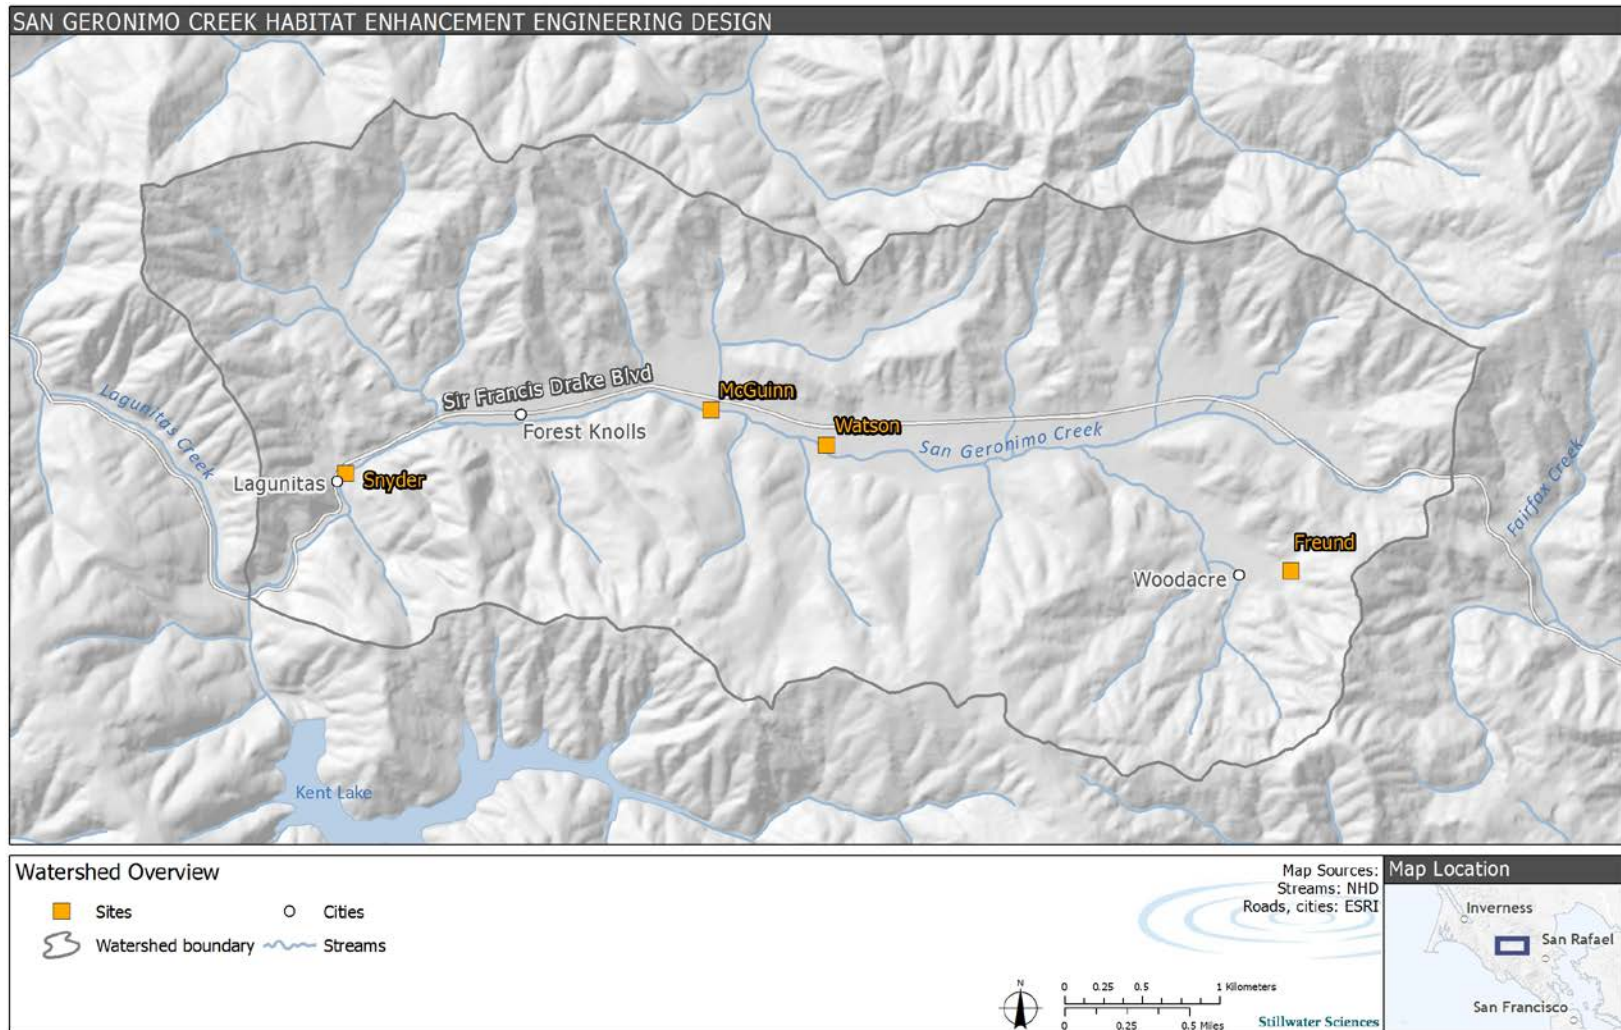 SAN GERONIMO CREEK HABITAT ENHANCEMENT ENGINEERING DESIGN
Sir Francis Drake Blvd
McGuinn
Lagunitas Creek
Forest Knolls
Watson
San Geronimo Creek
Fairfax Creek
Lagunitas
Snyder
Freund
Woodacre
Kent Lake
Watershed Overview
Sites
Cities
Watershed boundary
Streams
Map Sources:
Streams: NHD
Roads, cities: ESRI
N
0 0.25 0.5 1 Kilometers
0 0.25 0.5 Miles
Stillwater Sciences
Map Location
Inverness
San Rafael
San Francisco